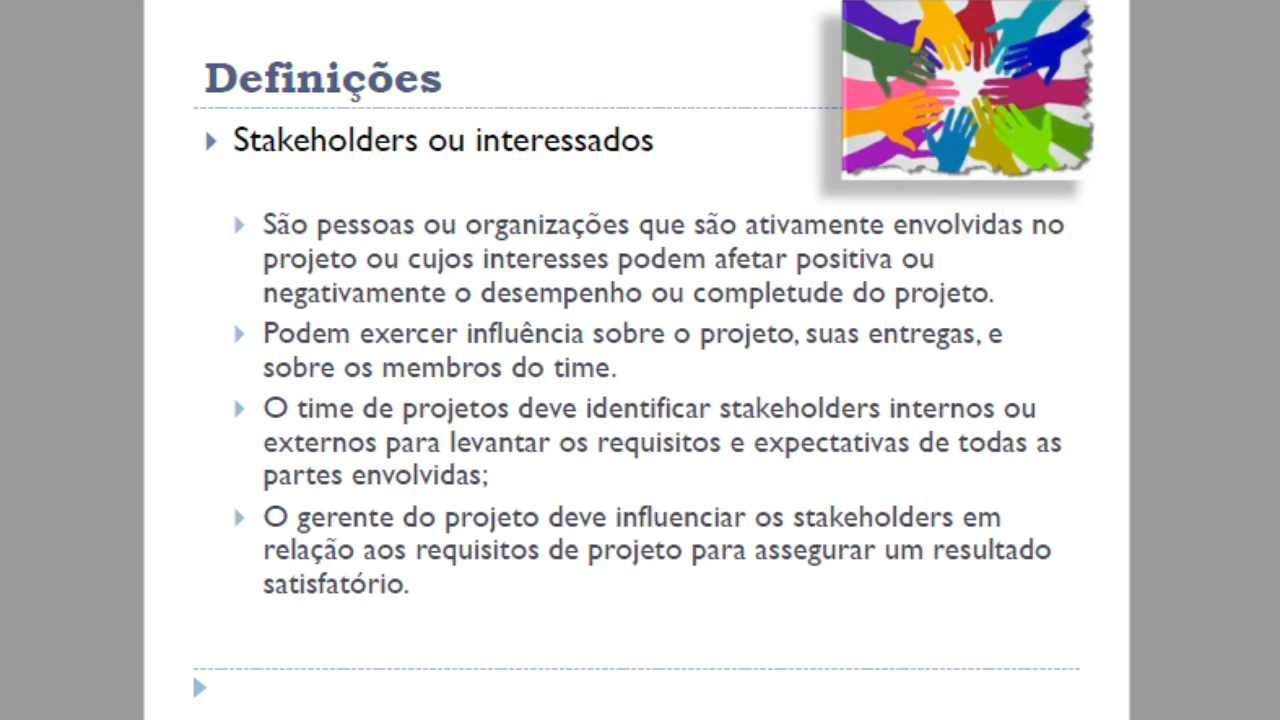 Definições
Stakeholders ou interessados
São pessoas ou organizações que são ativamente envolvidas no
projeto ou cujos interesses podem afetar positiva ou
negativamente o desempenho ou completude do projeto.
Podem exercer influência sobre o projeto, suas entregas, e
sobre os membros do time.
O time de projetos deve identificar stakeholders internos ou
externos para levantar os requisitos e expectativas de todas as
partes envolvidas;
O gerente do projeto deve influenciar os stakeholders em
relação aos requisitos de projeto para assegurar um resultado
satisfatório.